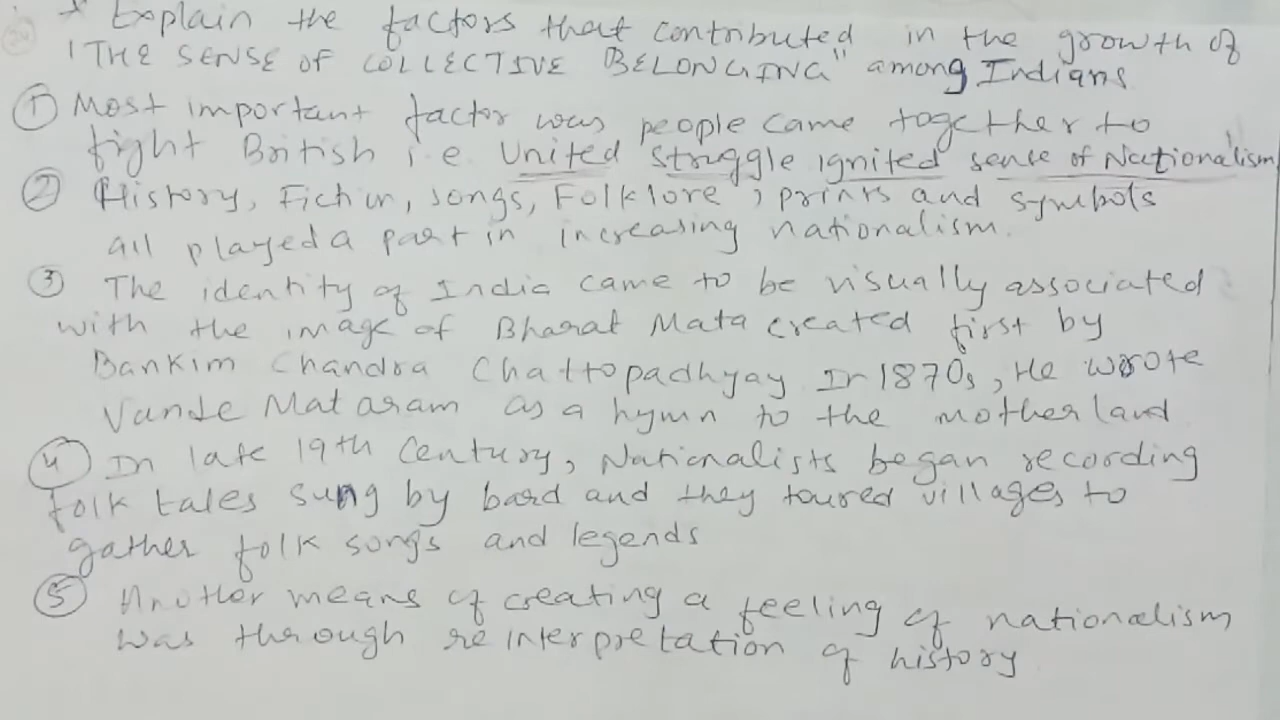 * Explain the factors that contributed in the growth of
"THE SENSE OF COLLECTIVE BELONGING" among Indians
① Most important factor was people came together to
fight British i.e United struggle ignited sense of Nationalism
② History, Fiction, songs, Folklore, prints and symbols
all played a part in increasing nationalism.
③ The identity of India came to be visually associated
with the image of Bharat Mata created first by
Bankim Chandra Chattopadhyay In 1870s, He wrote
Vande Mataram as a hymn to the motherland
④ In late 19th Century, Nationalists began recording
folk tales sung by bard and they toured villages to
gather folk songs and legends
⑤ Another means of creating a feeling of nationalism
was through reinterpretation of history